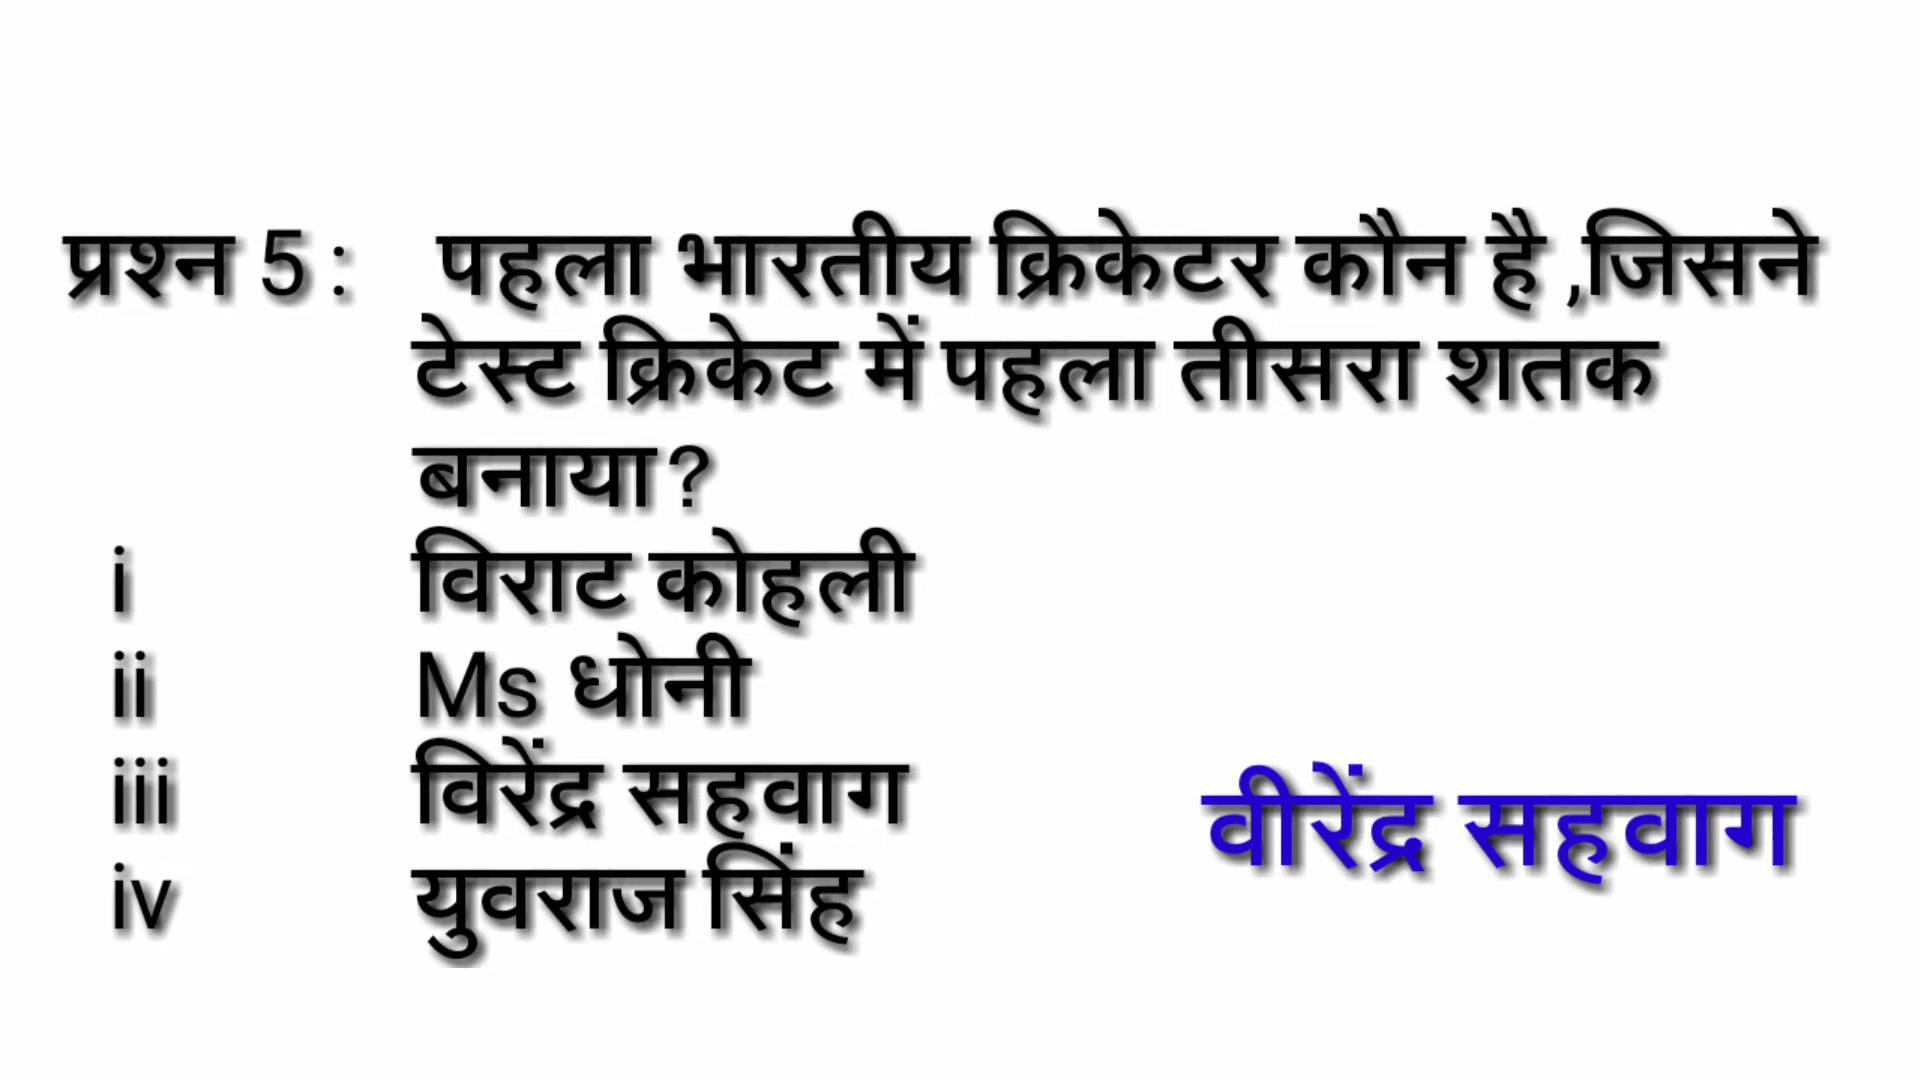 प्रश्न 5 : पहला भारतीय क्रिकेटर कौन है ,जिसने
टेस्ट क्रिकेट में पहला तीसरा शतक
बनाया?
i विराट कोहली
ii Ms धोनी
iii विरेंद्र सहवाग
वीरेंद्र सहवाग
iv युवराज सिंह